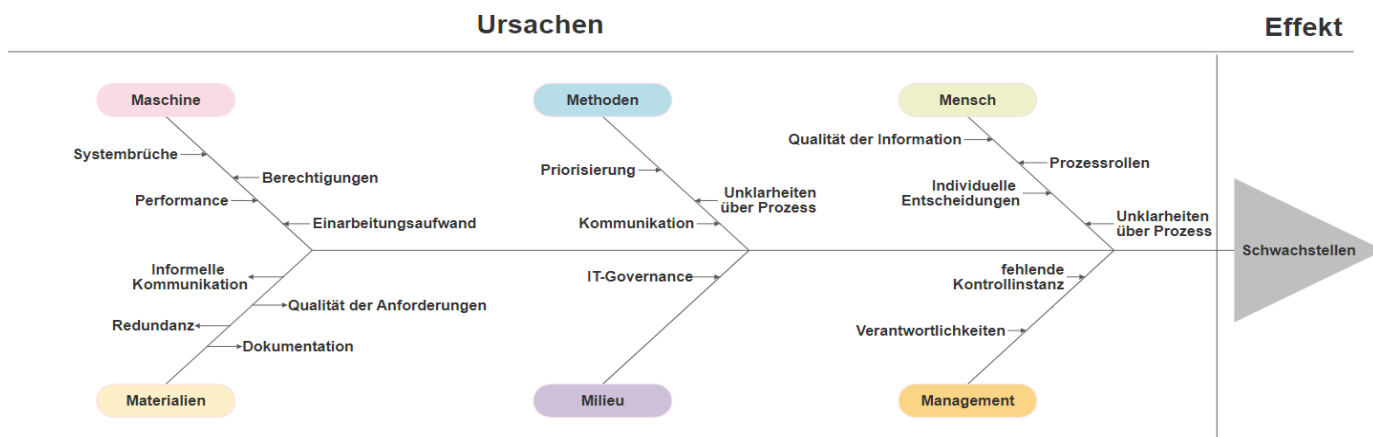 Ursachen
Effekt
Maschine
Methoden
Mensch
Systembrüche
Berechtigungen
Performance
Einarbeitungsaufwand
Priorisierung
Unklarheiten
über Prozess
Kommunikation
Qualität der Information
Prozessrollen
Individuelle
Entscheidungen
Unklarheiten
über Prozess
Schwachstellen
Informelle
Kommunikation
Qualität der Anforderungen
Redundanz
Dokumentation
IT-Governance
fehlende
Kontrollinstanz
Verantwortlichkeiten
Materialien
Milieu
Management